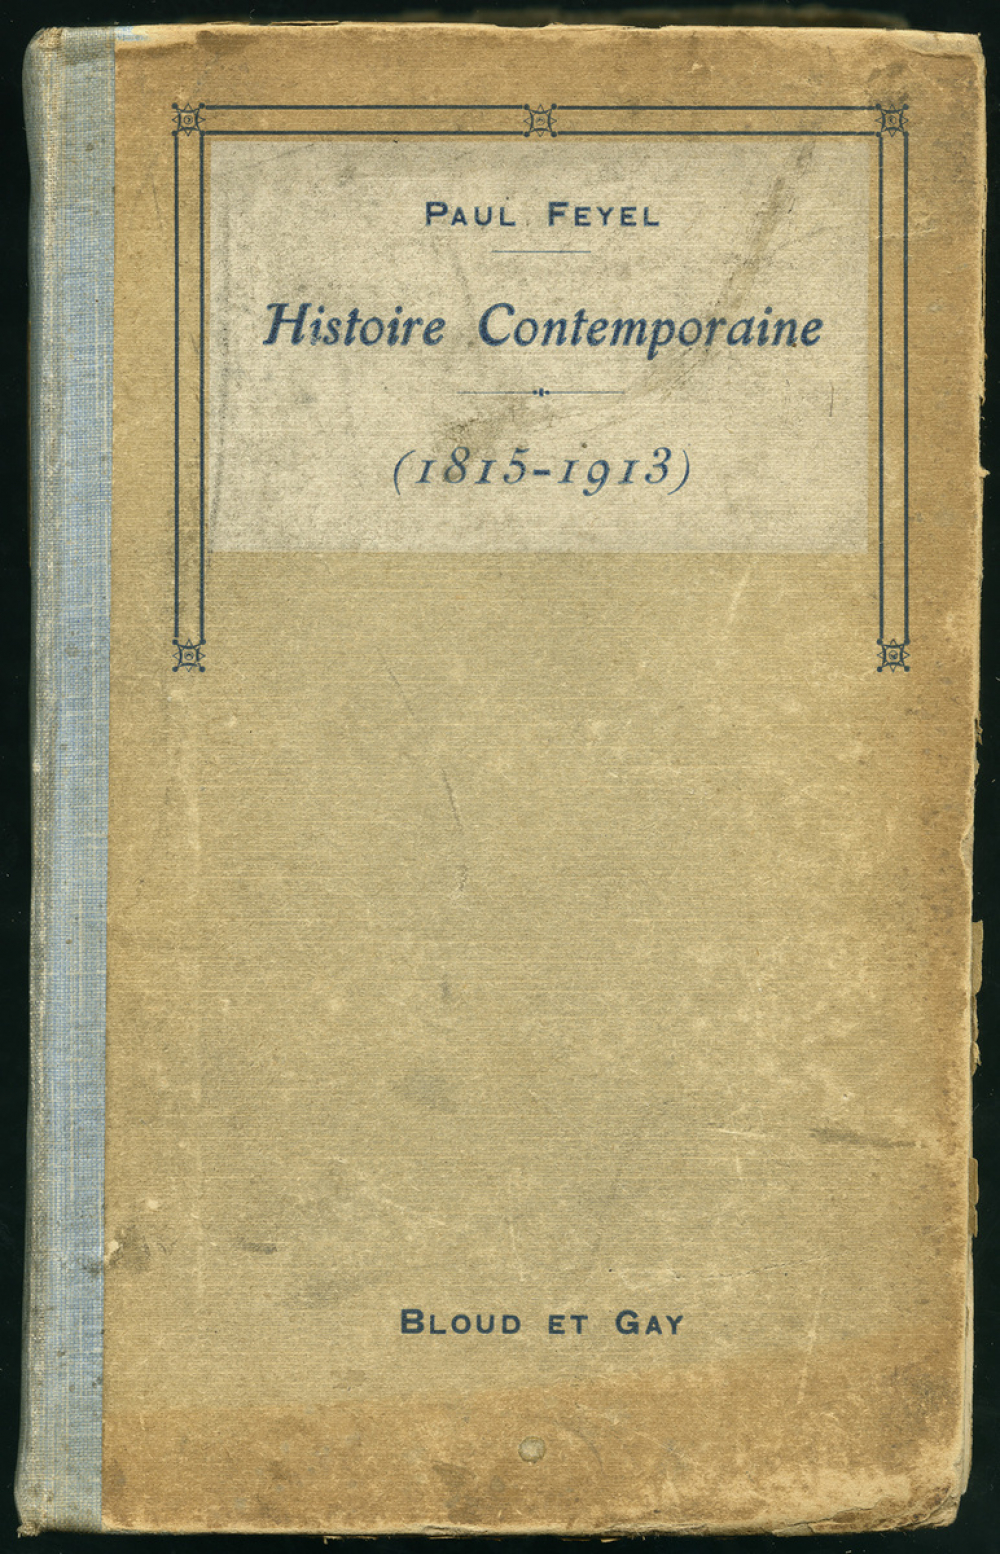 PAUL FEYEL
Histoire Contemporaine
(1815-1913)
BLOUD ET GAY